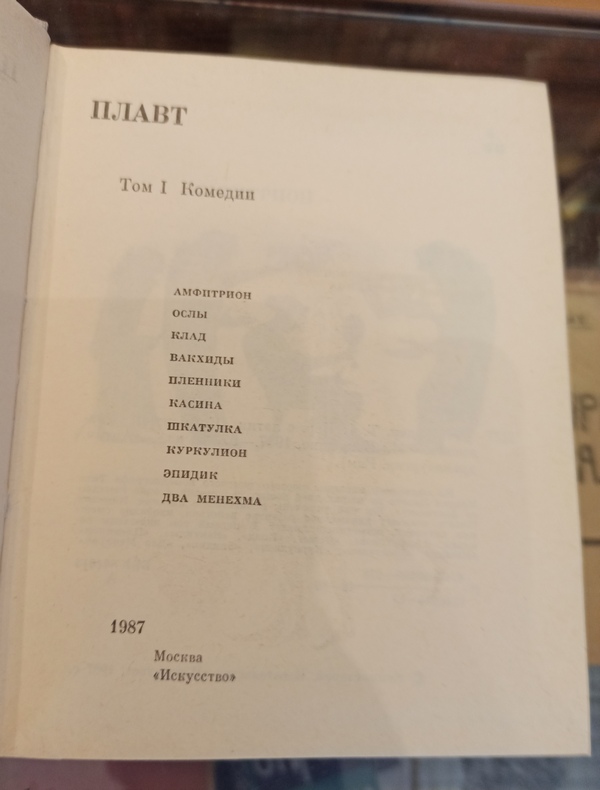 ПЛАВТ
Том I Комедии
АМФИТРИОН
ОСЛЫ
КЛАД
ВАКХИДЫ
ПЛЕННИКИ
КАСИНА
ШКАТУЛКА
КУРКУЛИОН
ЭПИДИК
ДВА МЕНЕХМА
1987
Москва
«Искусство»